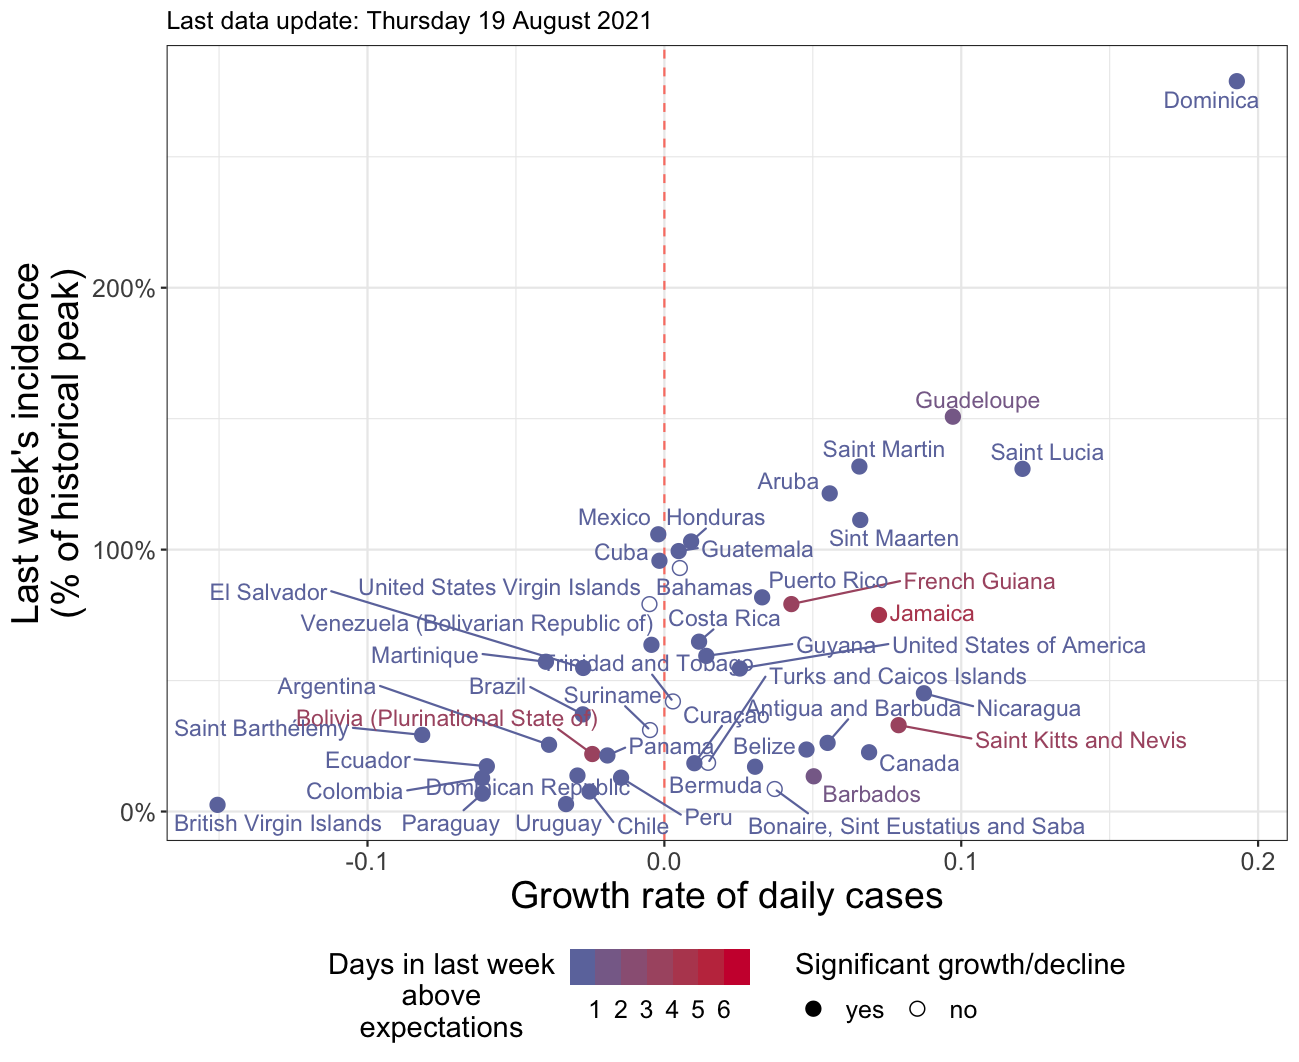 Last data update: Thursday 19 August 2021
Last week's incidence
(% of historical peak)
200%
100%
0%
Dominica
Guadeloupe
Saint Martin
Saint Lucia
Aruba
Mexico
Honduras
Sint Maarten
Cuba
Guatemala
El Salvador
United States Virgin Islands
Bahamas
Puerto Rico
French Guiana
Venezuela (Bolivarian Republic of)
Costa Rica
Jamaica
Martinique
Trinidad and Tobago
Guyana
United States of America
Argentina
Brazil
Suriname
Turks and Caicos Islands
Saint Barthélemy
Bolivia (Plurinational State of)
Curaçao
Antigua and Barbuda
Nicaragua
Ecuador
Panama
Belize
Saint Kitts and Nevis
Colombia
Dominican Republic
Bermuda
Canada
Barbados
British Virgin Islands
Paraguay
Uruguay
Chile
Peru
Bonaire, Sint Eustatius and Saba
-0.1
0.0
0.1
0.2
Growth rate of daily cases
Days in last week
above
expectations
1 2 3 4 5 6
Significant growth/decline
yes
no